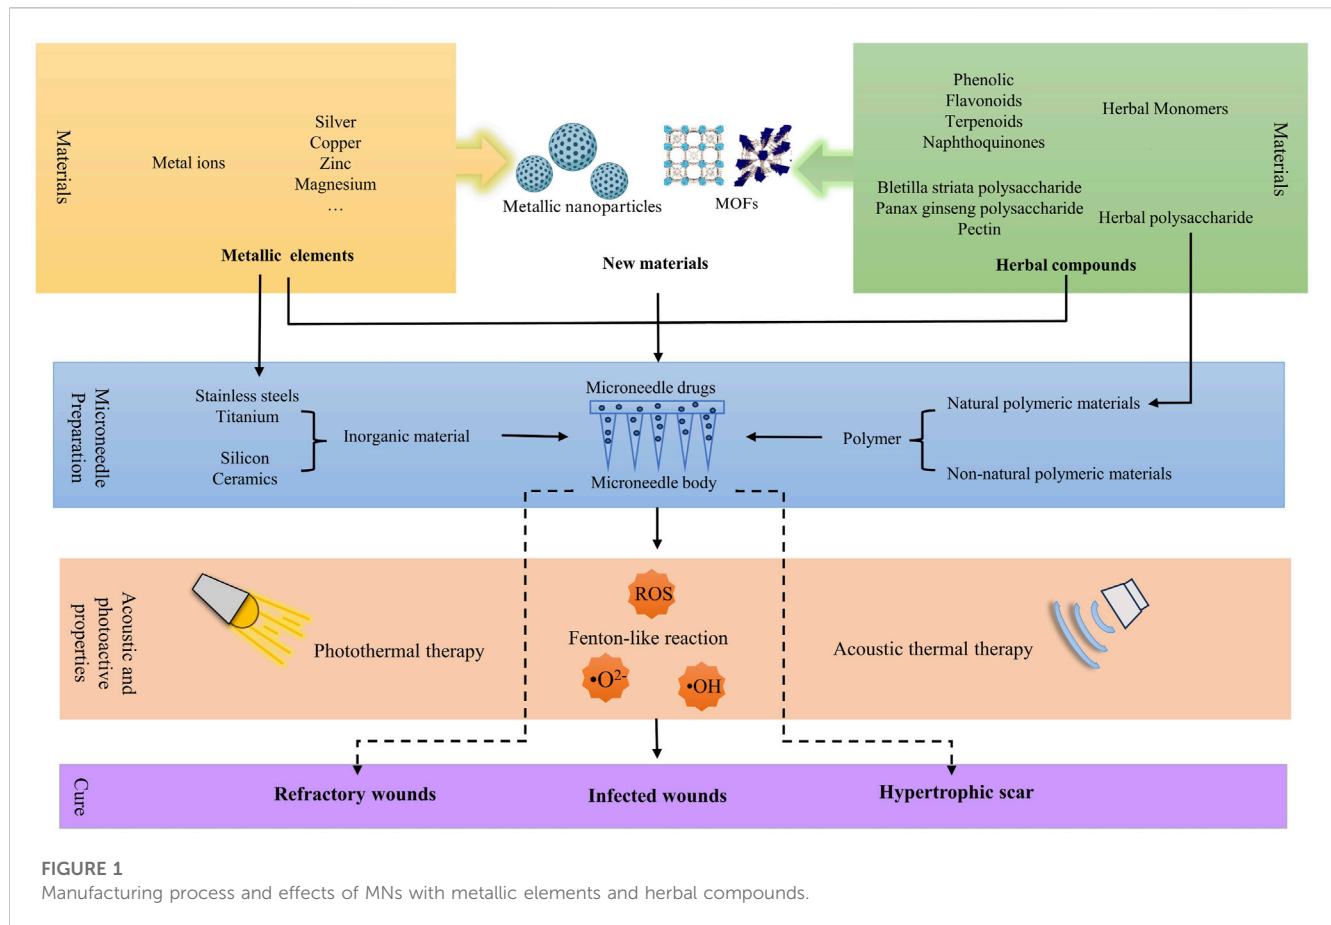 Materials
Metal ions
Silver
Copper
Zinc
Magnesium
...
Metallic elements
Metallic nanoparticles
MOFs
New materials
Phenolic
Flavonoids
Terpenoids
Naphthoquinones
Herbal Monomers
Bletilla striata polysaccharide
Panax ginseng polysaccharide
Pectin
Herbal polysaccharide
Herbal compounds
Materials
Microneedle
Preparation
Stainless steels
Titanium
Silicon
Ceramics
Inorganic material
Microneedle drugs
Microneedle body
Polymer
Natural polymeric materials
Non-natural polymeric materials
Acoustic and
photoactive
properties
Photothermal therapy
ROS
Fenton-like reaction
•O²⁻
•OH
Acoustic thermal therapy
Cure
Refractory wounds
Infected wounds
Hypertrophic scar
FIGURE 1
Manufacturing process and effects of MNs with metallic elements and herbal compounds.